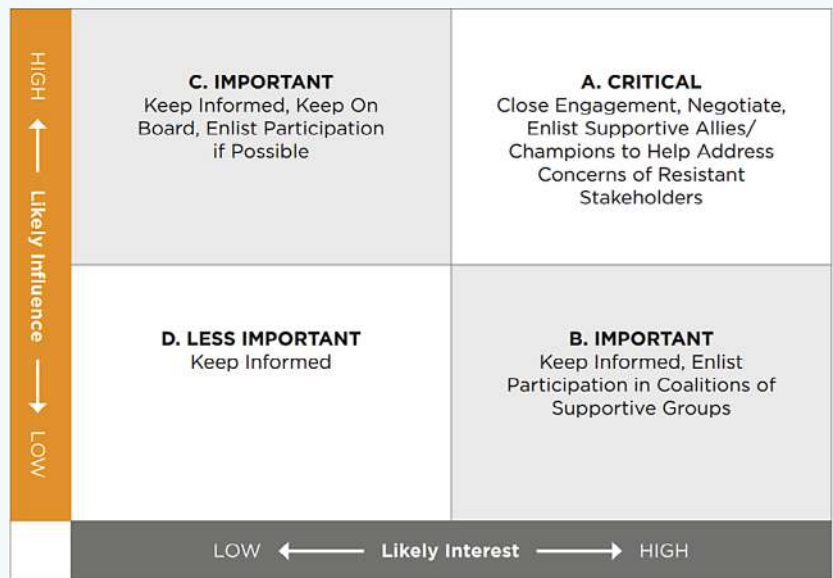 HIGH
Likely Influence
LOW
C. IMPORTANT
Keep Informed, Keep On
Board, Enlist Participation
if Possible
A. CRITICAL
Close Engagement, Negotiate,
Enlist Supportive Allies/
Champions to Help Address
Concerns of Resistant
Stakeholders
D. LESS IMPORTANT
Keep Informed
B. IMPORTANT
Keep Informed, Enlist
Participation in Coalitions of
Supportive Groups
LOW
Likely Interest
HIGH